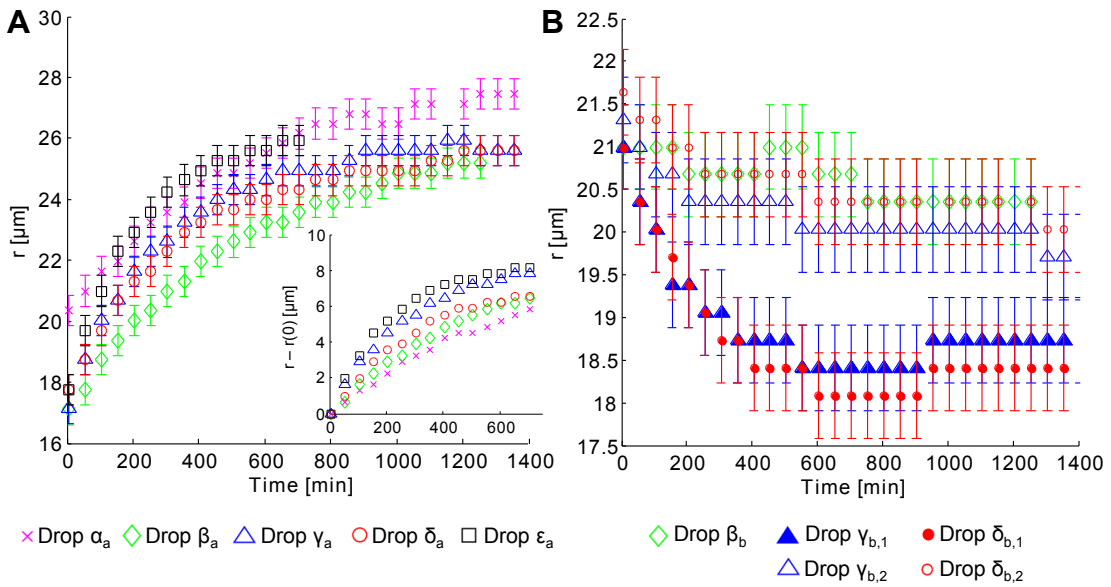 A
B
r [µm]
30
28
26
24
22
20
18
16
0 200 400 600 800 1000 1200 1400
Time [min]
r – r(0) [µm]
10
8
6
4
2
0
0 200 400 600
r [µm]
22.5
22
21.5
21
20.5
20
19.5
19
18.5
18
17.5
0 200 400 600 800 1000 1200 1400
Time [min]
Drop αa Drop βa Drop γa Drop δa Drop εa
Drop βb Drop γb,1 Drop δb,1
Drop γb,2 Drop δb,2